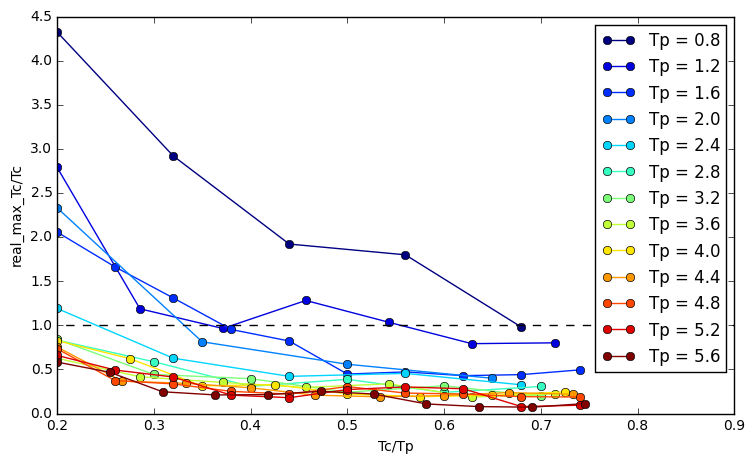 4.5
4.0
3.5
3.0
2.5
2.0
1.5
1.0
0.5
0.0
real_max_Tc/Tc
0.2 0.3 0.4 0.5 0.6 0.7 0.8 0.9
Tc/Tp
Tp = 0.8
Tp = 1.2
Tp = 1.6
Tp = 2.0
Tp = 2.4
Tp = 2.8
Tp = 3.2
Tp = 3.6
Tp = 4.0
Tp = 4.4
Tp = 4.8
Tp = 5.2
Tp = 5.6